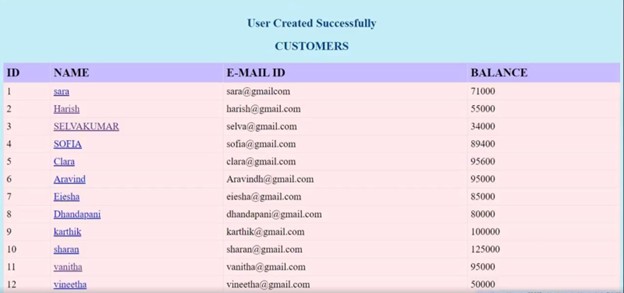 User Created Successfully
CUSTOMERS
ID NAME E-MAIL ID BALANCE
1 sara sara@gmailcom 71000
2 Harish harish@gmail.com 55000
3 SELVAKUMAR selva@gmail.com 34000
4 SOFIA sofia@gmail.com 89400
5 Clara clara@gmail.com 95600
6 Aravind Aravindh@gmail.com 95000
7 Eiesha eiesha@gmail.com 85000
8 Dhandapani dhandapani@gmail.com 80000
9 karthik karthik@gmail.com 100000
10 sharan sharan@gmail.com 125000
11 vanitha vanitha@gmail.com 95000
12 vineetha vineetha@gmail.com 50000